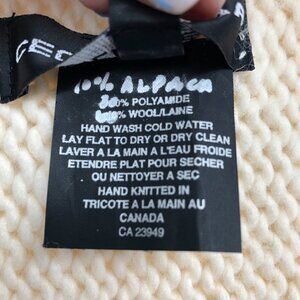 10% ALPACA
30% POLYAMIDE
% WOOL/LAINE
HAND WASH COLD WATER
LAY FLAT TO DRY OR DRY CLEAN
LAVER A LA MAIN A L'EAU FROIDE
ETENDRE PLAT POUR SECHER
OU NETTOYER A SEC
HAND KNITTED IN
TRICOTE A LA MAIN AU
CANADA
CA 23949